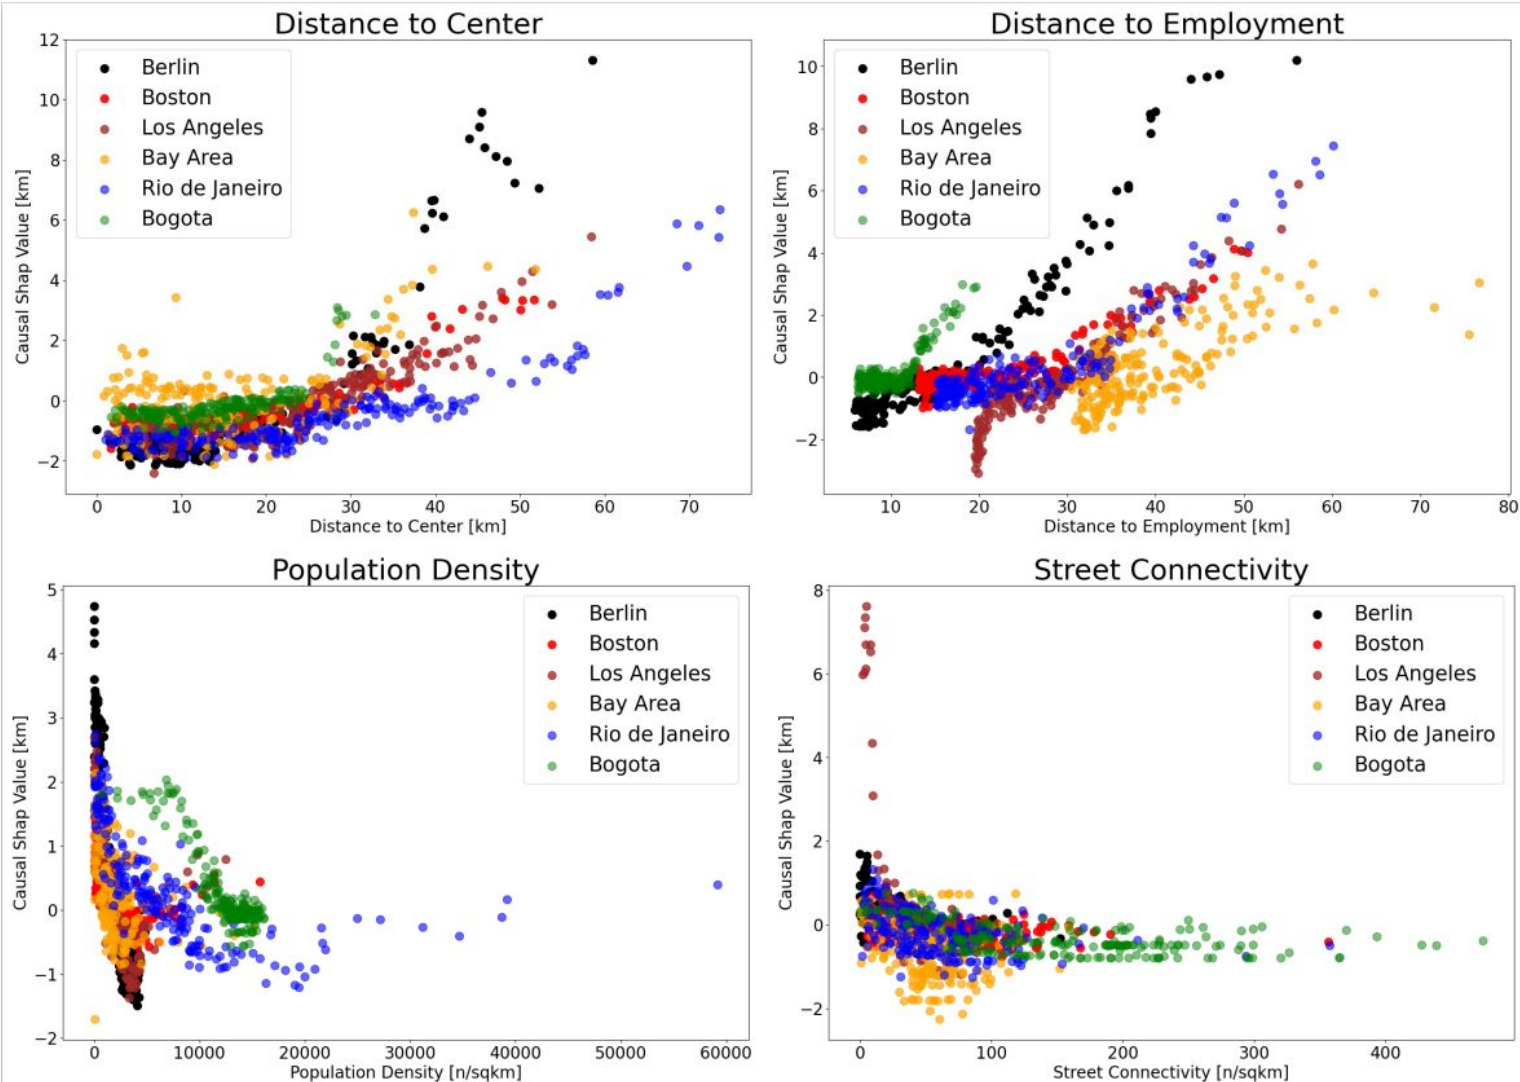 Distance to Center
Causal Shap Value [km]
12
10
8
6
4
2
0
−2
Berlin
Boston
Los Angeles
Bay Area
Rio de Janeiro
Bogota
0 10 20 30 40 50 60 70
Distance to Center [km]
Distance to Employment
Causal Shap Value [km]
10
8
6
4
2
0
−2
Berlin
Boston
Los Angeles
Bay Area
Rio de Janeiro
Bogota
10 20 30 40 50 60 70 80
Distance to Employment [km]
Population Density
Causal Shap Value [km]
5
4
3
2
1
0
−1
−2
Berlin
Boston
Los Angeles
Bay Area
Rio de Janeiro
Bogota
0 10000 20000 30000 40000 50000 60000
Population Density [n/sqkm]
Street Connectivity
Causal Shap Value [km]
8
6
4
2
0
−2
Berlin
Boston
Los Angeles
Bay Area
Rio de Janeiro
Bogota
0 100 200 300 400
Street Connectivity [n/sqkm]